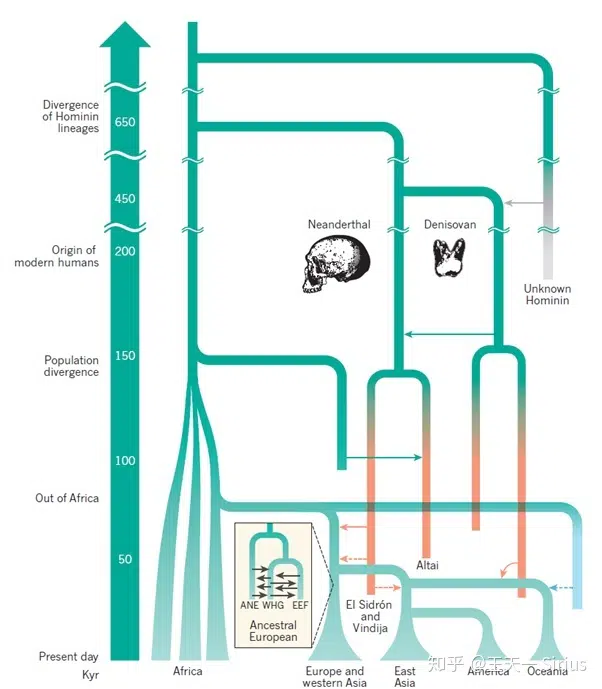 Divergence
of Hominin
lineages
650
450
Neanderthal
Denisovan
Origin of
modern humans
200
Unknown
Hominin
Population
divergence
150
100
Out of Africa
50
Altai
ANE WHG EEF
Ancestral
European
El Sidrón
and
Vindija
Present day
Kyr
Africa
Europe and
western Asia
East
Asia
America
Oceania
知乎 @王天一 Sirius